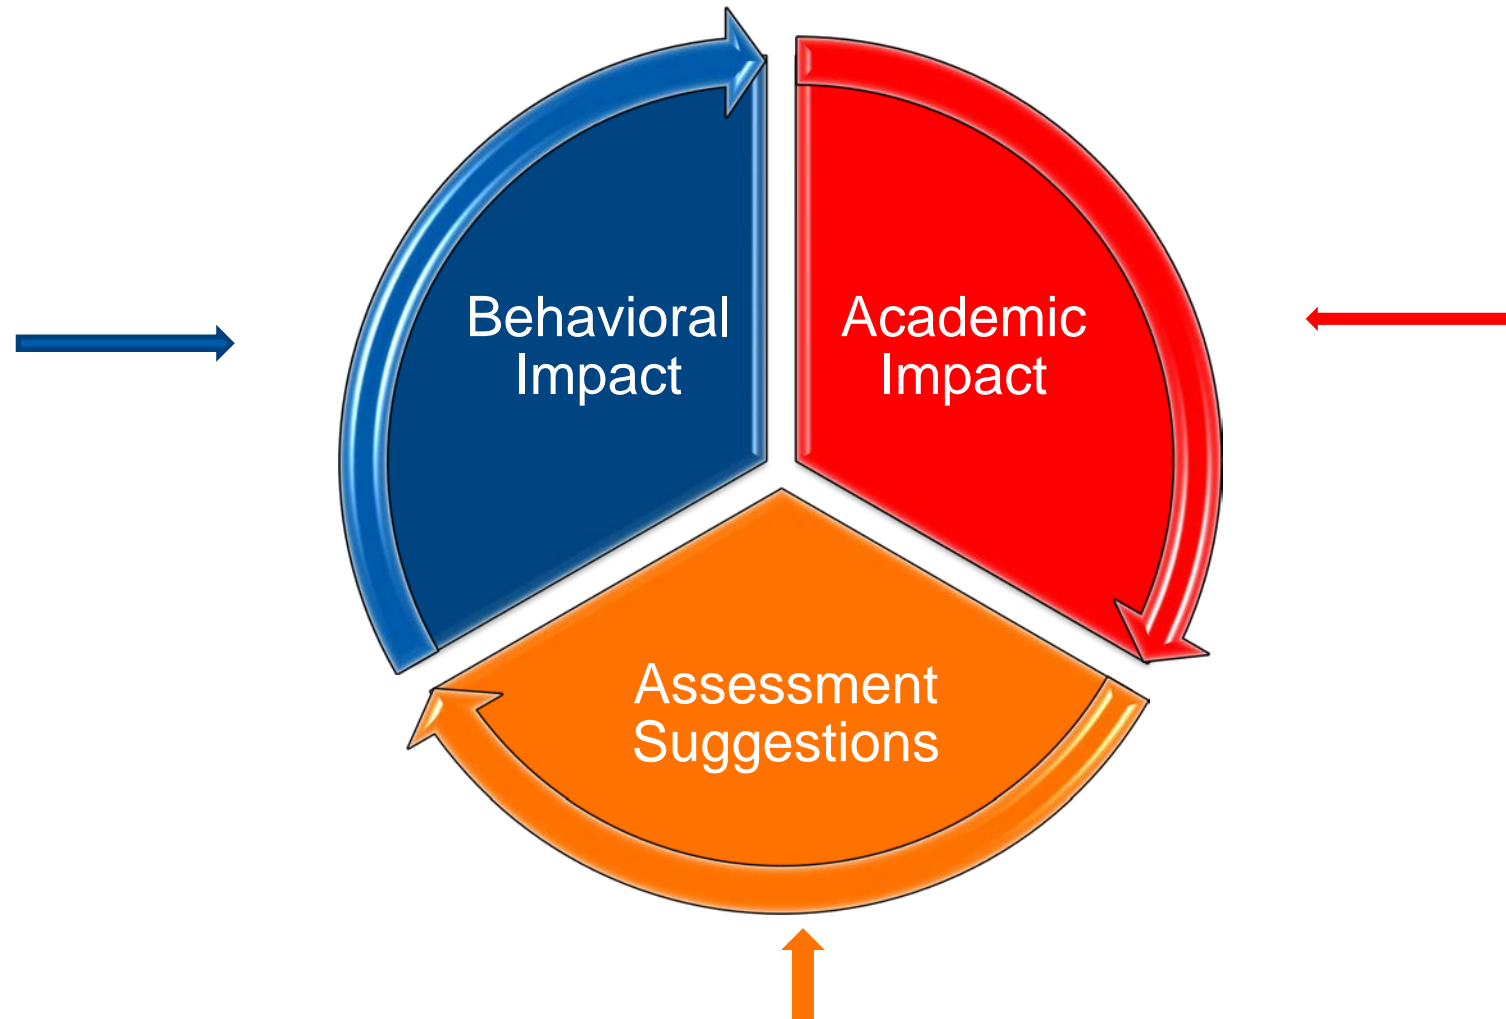 Behavioral
Impact
Academic
Impact
Assessment
Suggestions